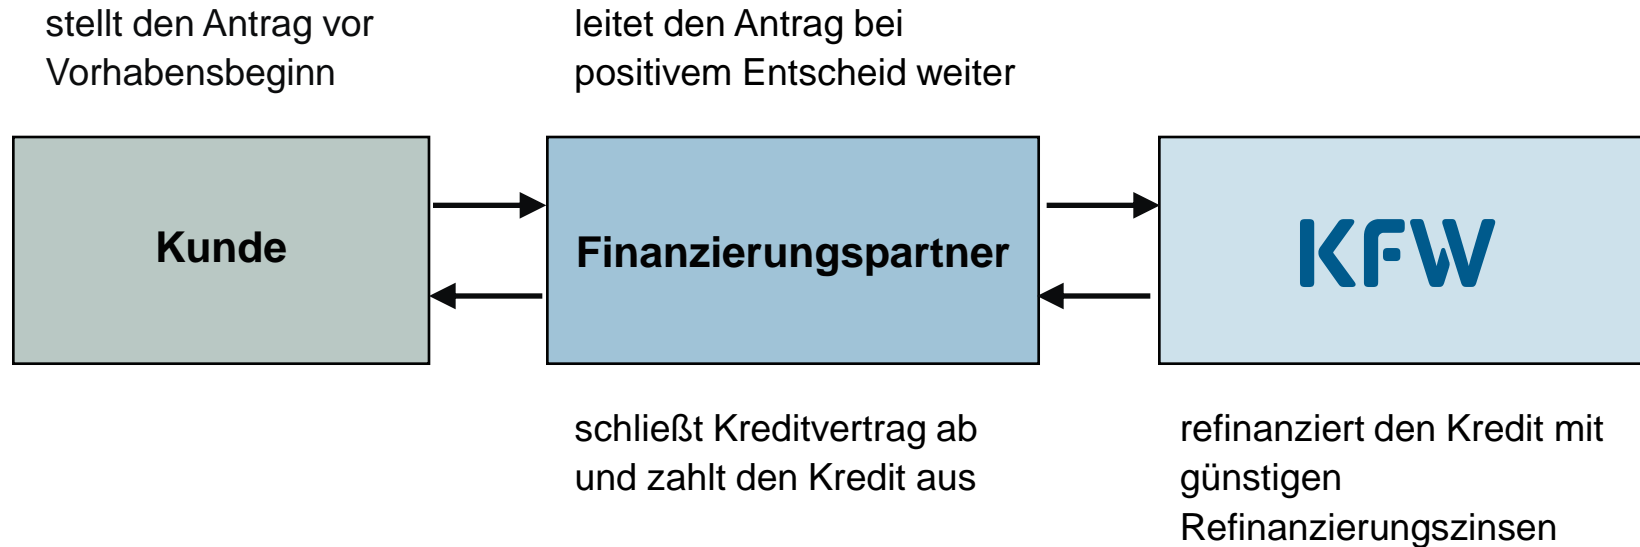 stellt den Antrag vor
Vorhabensbeginn
leitet den Antrag bei
positivem Entscheid weiter
Kunde
Finanzierungspartner
KFW
schließt Kreditvertrag ab
und zahlt den Kredit aus
refinanziert den Kredit mit
günstigen
Refinanzierungszinsen